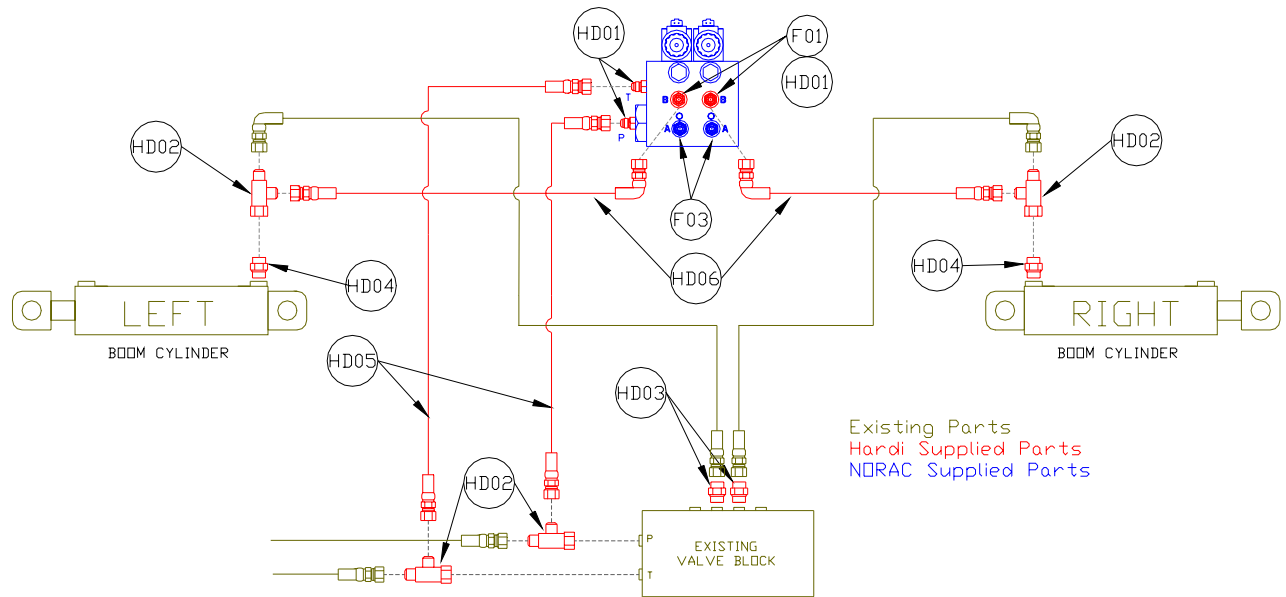 HD01
F01
HD01
T
B
B
P
A
A
HD02
HD02
F03
HD04
HD06
HD04
LEFT
RIGHT
BOOM CYLINDER
BOOM CYLINDER
HD05
HD03
Existing Parts
Hardi Supplied Parts
NORAC Supplied Parts
HD02
P
EXISTING
VALVE BLOCK
T